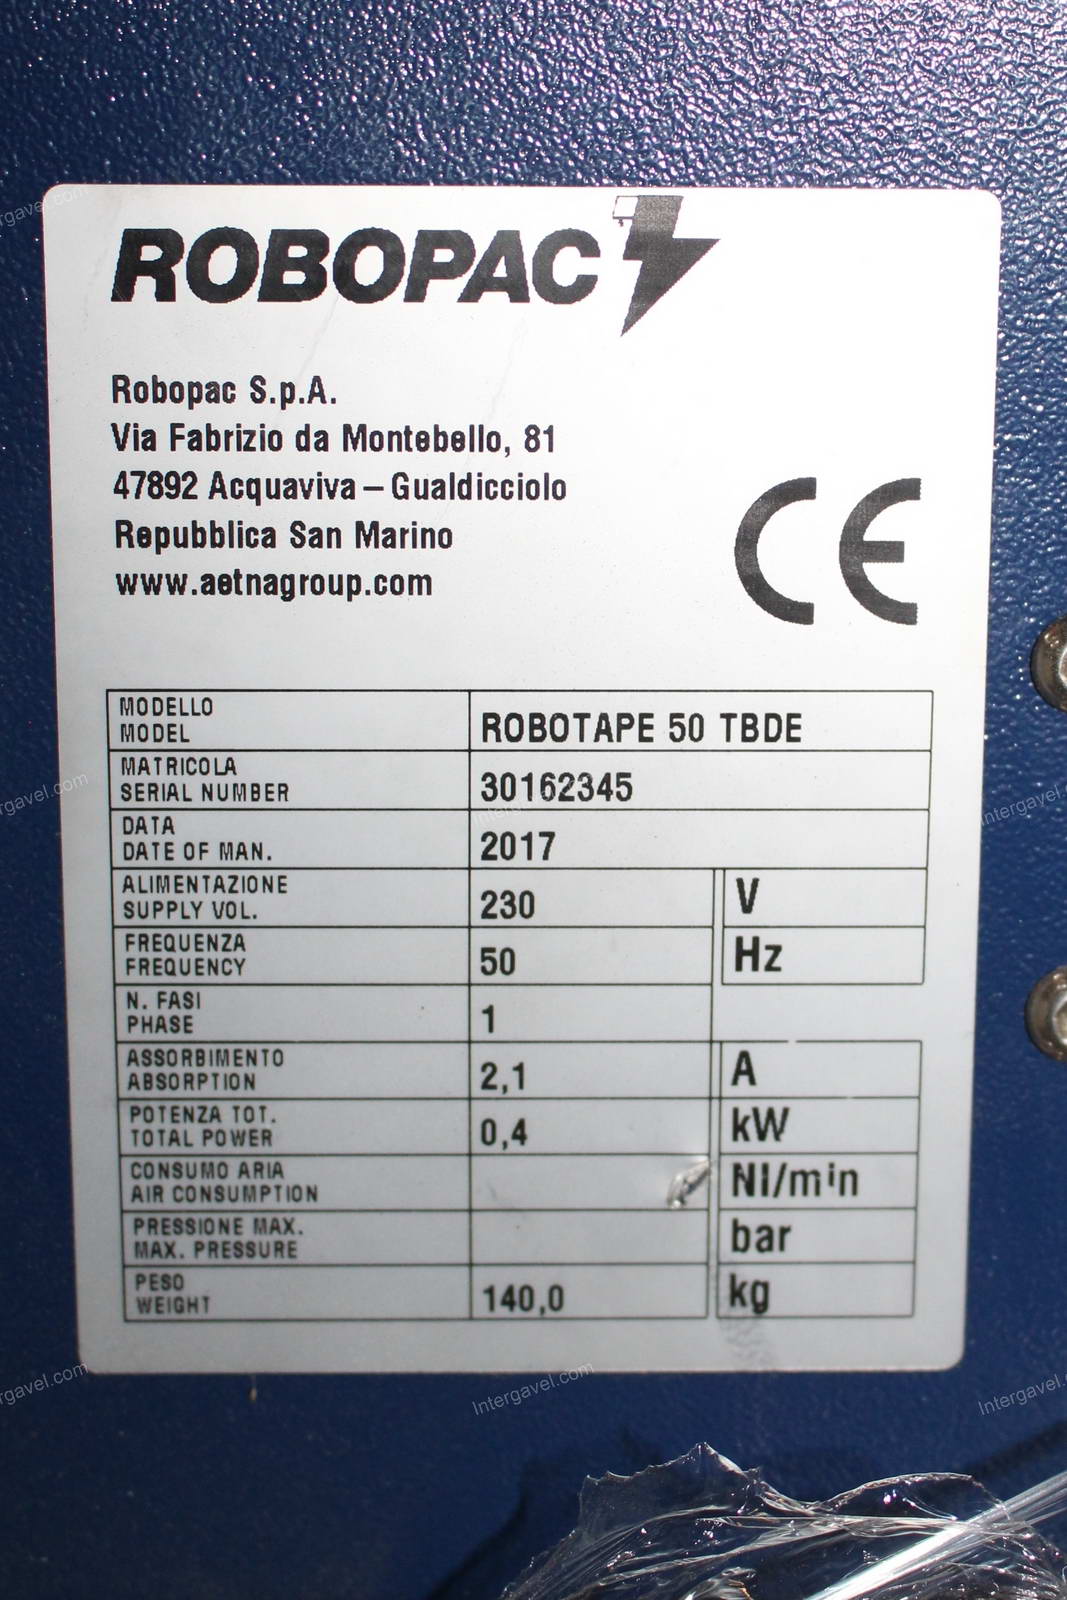 ROBOPAC
Robopac S.p.A.
Via Fabrizio da Montebello, 81
47892 Acquaviva – Gualdicciolo
Repubblica San Marino
www.aetnagroup.com
CE
MODELLO
MODEL
ROBOTAPE 50 TBDE
MATRICOLA
SERIAL NUMBER
30162345
DATA
DATE OF MAN.
2017
ALIMENTAZIONE
SUPPLY VOL.
230
V
FREQUENZA
FREQUENCY
50
Hz
N. FASI
PHASE
1
ASSORBIMENTO
ABSORPTION
2,1
A
POTENZA TOT.
TOTAL POWER
0,4
kW
CONSUMO ARIA
AIR CONSUMPTION
Nl/min
PRESSIONE MAX.
MAX. PRESSURE
bar
PESO
WEIGHT
140,0
kg
Intergavel.com